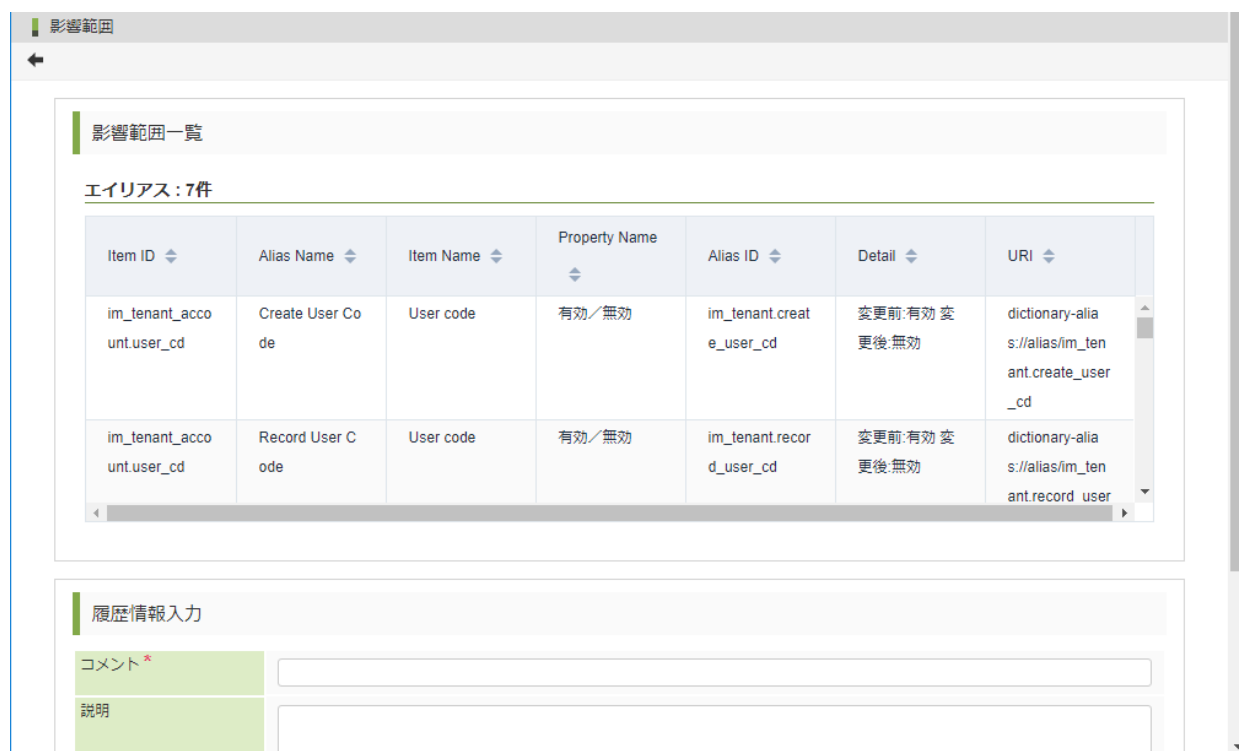 影響範囲
影響範囲一覧
エイリアス : 7件
Item ID
Alias Name
Item Name
Property Name
Alias ID
Detail
URI
im_tenant_acco
unt.user_cd
Create User Co
de
User code
有効／無効
im_tenant.creat
e_user_cd
変更前:有効 変
更後:無効
dictionary-alia
s://alias/im_ten
ant.create_user
_cd
im_tenant_acco
unt.user_cd
Record User C
ode
User code
有効／無効
im_tenant.recor
d_user_cd
変更前:有効 変
更後:無効
dictionary-alia
s://alias/im_ten
ant.record_user
履歴情報入力
コメント *
説明